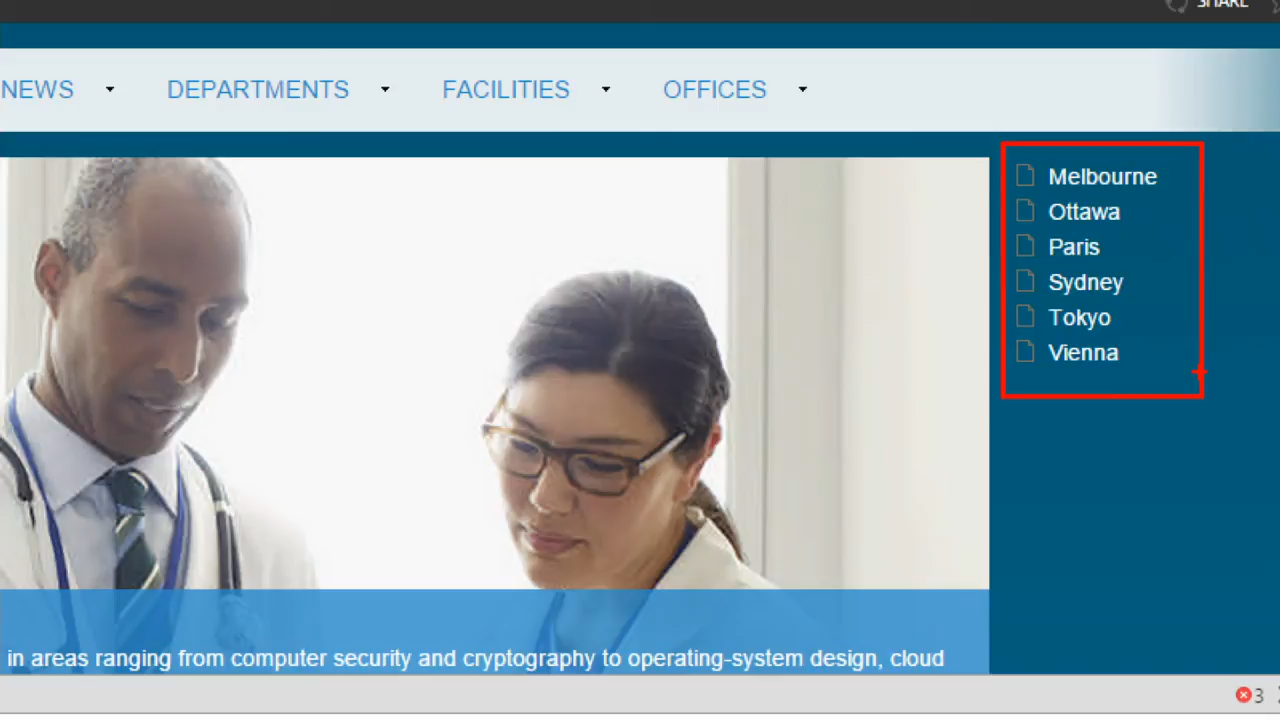 SHARE
NEWS DEPARTMENTS FACILITIES OFFICES
Melbourne
Ottawa
Paris
Sydney
Tokyo
Vienna
in areas ranging from computer security and cryptography to operating-system design, cloud
3